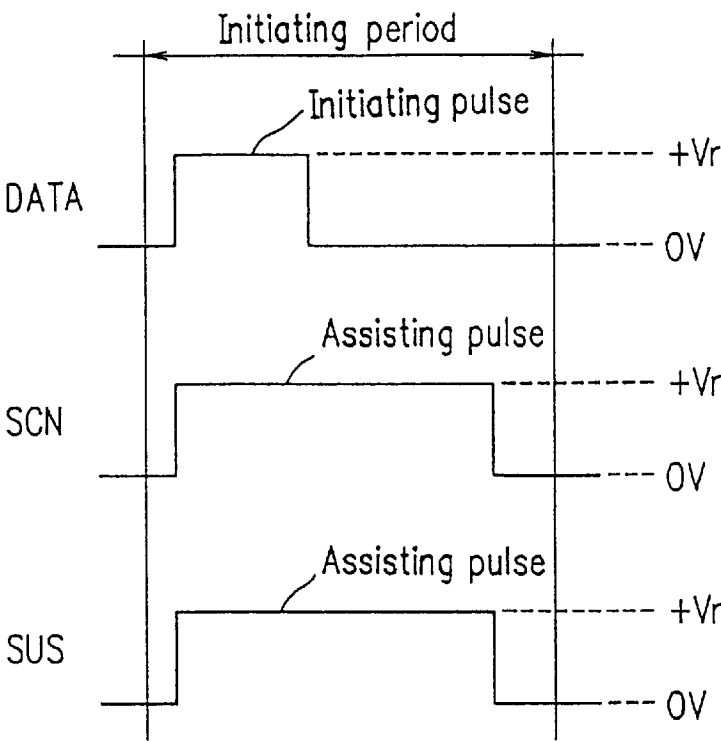 Initiating period
Initiating pulse
+Vr
DATA
0V
Assisting pulse
+Vr
SCN
0V
Assisting pulse
+Vr
SUS
0V